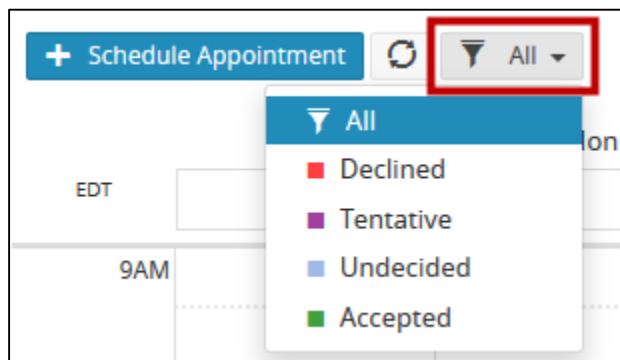 Schedule Appointment
All
All
Declined
Tentative
Undecided
Accepted
EDT
9AM